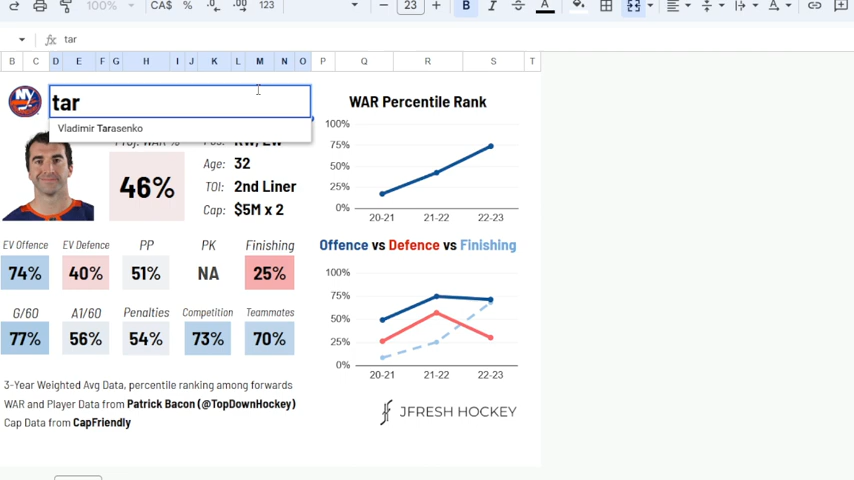 100%
CA$ % .0 .00 123
23
B I S A
tar
B C D E F G H I J K L M N O P Q R S T
NY
tar
Vladimir Tarasenko
46%
Age: 32
TOI: 2nd Liner
Cap: $5M x 2
EV Offence EV Defence PP PK Finishing
74% 40% 51% NA 25%
G/60 A1/60 Penalties Competition Teammates
77% 56% 54% 73% 70%
3-Year Weighted Avg Data, percentile ranking among forwards
WAR and Player Data from Patrick Bacon (@TopDownHockey)
Cap Data from CapFriendly
WAR Percentile Rank
100%
75%
50%
25%
0%
20-21 21-22 22-23
Offence vs Defence vs Finishing
100%
75%
50%
25%
0%
20-21 21-22 22-23
JFRESH HOCKEY